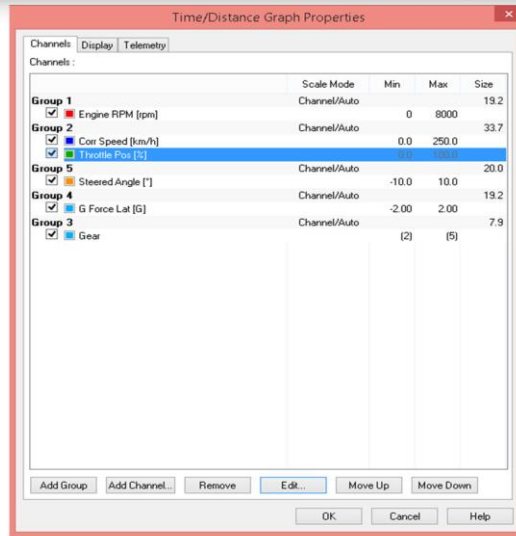 Time/Distance Graph Properties
Channels Display Telemetry
Channels :
Scale Mode Min Max Size
Group 1 Channel/Auto 19.2
Engine RPM [rpm] 0 8000
Group 2 Channel/Auto 33.7
Corr Speed [km/h] 0.0 250.0
Throttle Pos [%] 0.0 100.0
Group 5 Channel/Auto 20.0
Steered Angle [°] -10.0 10.0
Group 4 Channel/Auto 19.2
G Force Lat [G] -2.00 2.00
Group 3 Channel/Auto 7.9
Gear (2) (5)
Add Group Add Channel... Remove Edit... Move Up Move Down
OK Cancel Help